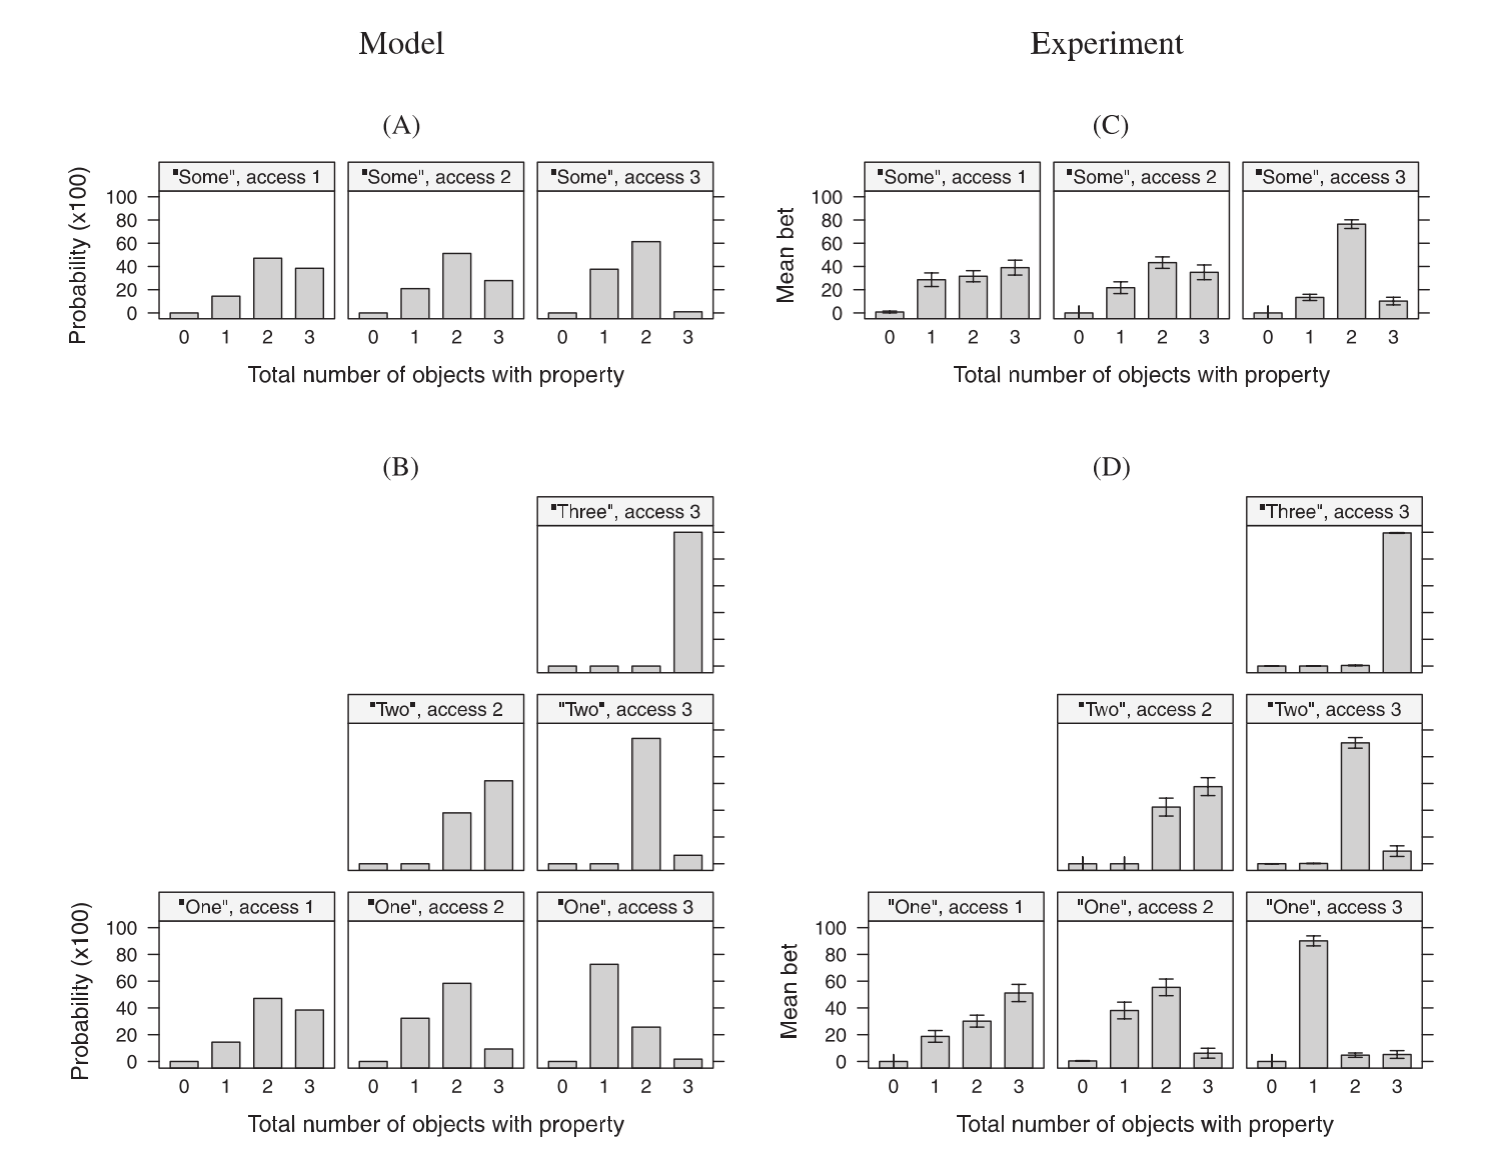 Model Experiment
(A) (C)
"Some", access 1 "Some", access 2 "Some", access 3 "Some", access 1 "Some", access 2 "Some", access 3
Probability (x100)
100
80
60
40
20
0
0 1 2 3 0 1 2 3 0 1 2 3
Total number of objects with property
Mean bet
100
80
60
40
20
0
0 1 2 3 0 1 2 3 0 1 2 3
Total number of objects with property
(B) (D)
"Three", access 3 "Three", access 3
"Two", access 2 "Two", access 3 "Two", access 2 "Two", access 3
"One", access 1 "One", access 2 "One", access 3 "One", access 1 "One", access 2 "One", access 3
Probability (x100)
100
80
60
40
20
0
0 1 2 3 0 1 2 3 0 1 2 3
Total number of objects with property
Mean bet
100
80
60
40
20
0
0 1 2 3 0 1 2 3 0 1 2 3
Total number of objects with property